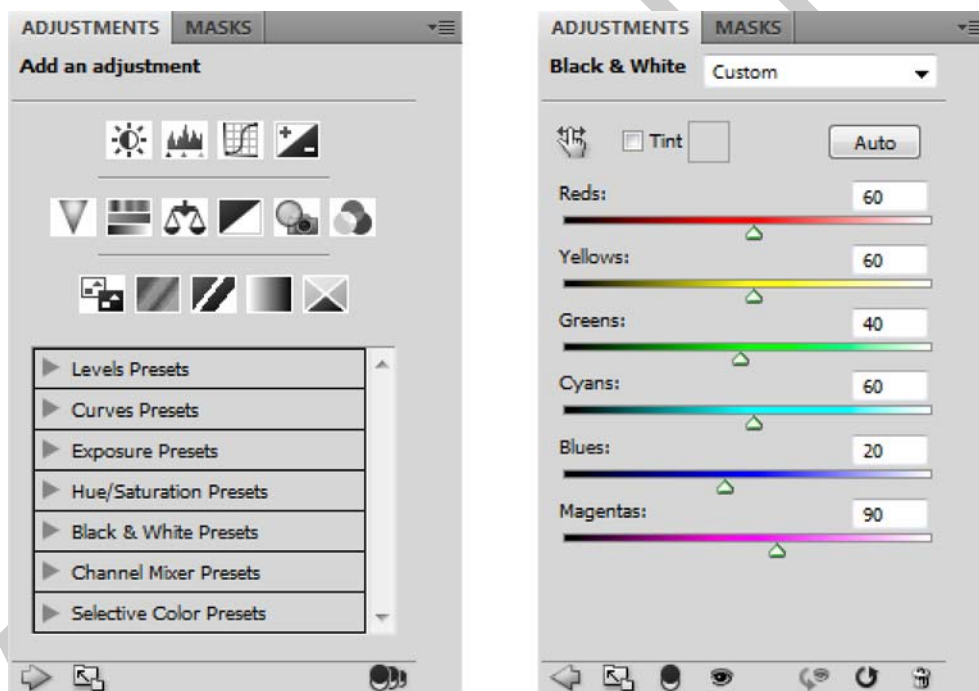 ADJUSTMENTS MASKS
Add an adjustment
Levels Presets
Curves Presets
Exposure Presets
Hue/Saturation Presets
Black & White Presets
Channel Mixer Presets
Selective Color Presets
ADJUSTMENTS MASKS
Black & White Custom
Tint Auto
Reds: 60
Yellows: 60
Greens: 40
Cyans: 60
Blues: 20
Magentas: 90